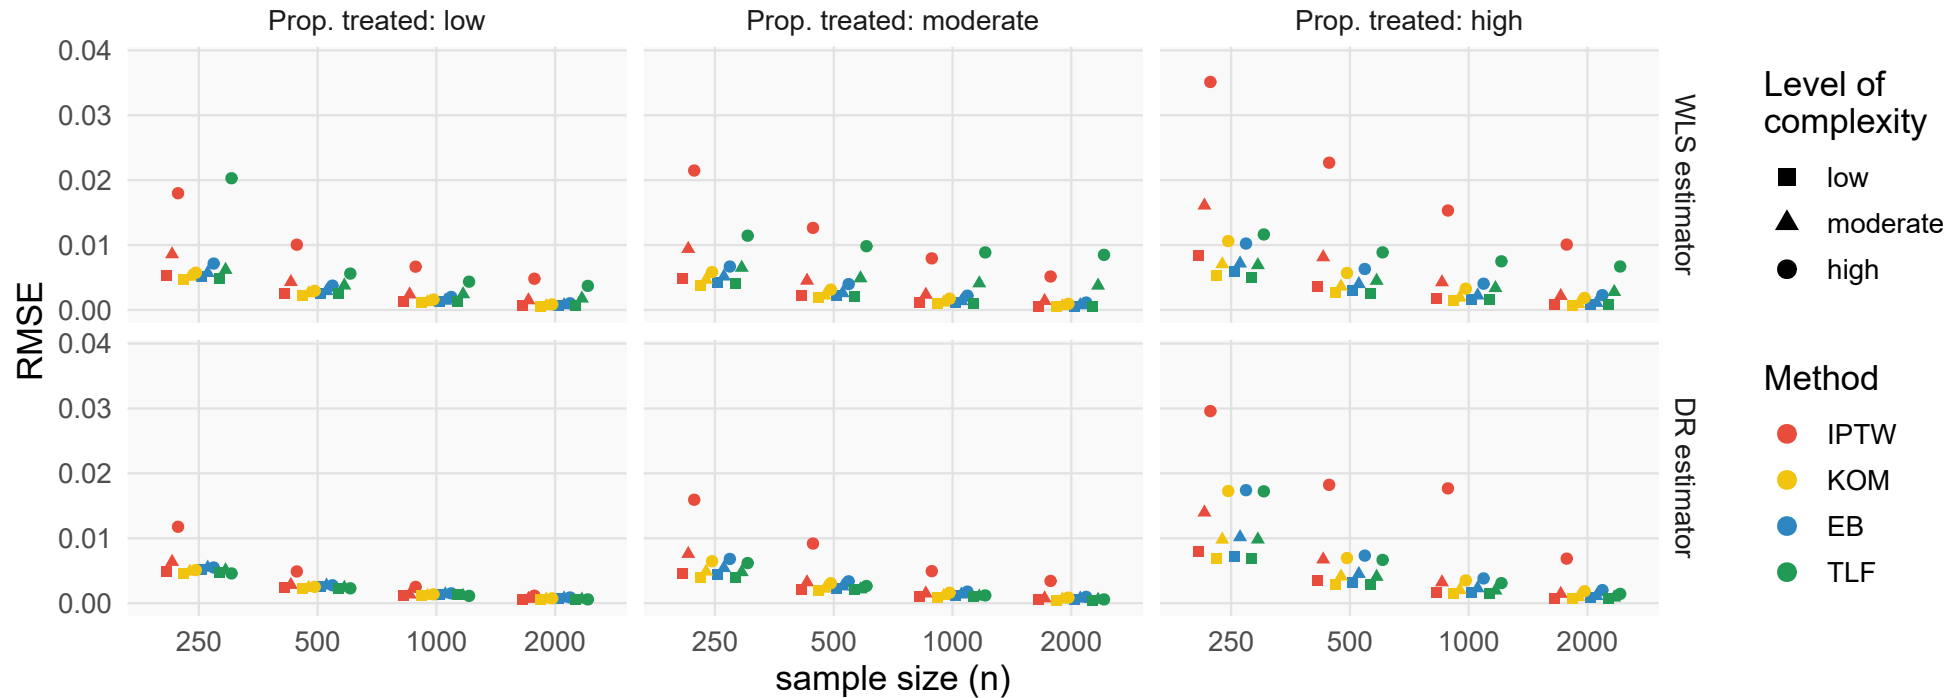 Prop. treated: low
Prop. treated: moderate
Prop. treated: high
0.04
0.03
0.02
0.01
0.00
WLS estimator
0.04
0.03
0.02
0.01
0.00
DR estimator
RMSE
250 500 1000 2000
250 500 1000 2000
250 500 1000 2000
sample size (n)
Level of
complexity
low
moderate
high
Method
IPTW
KOM
EB
TLF